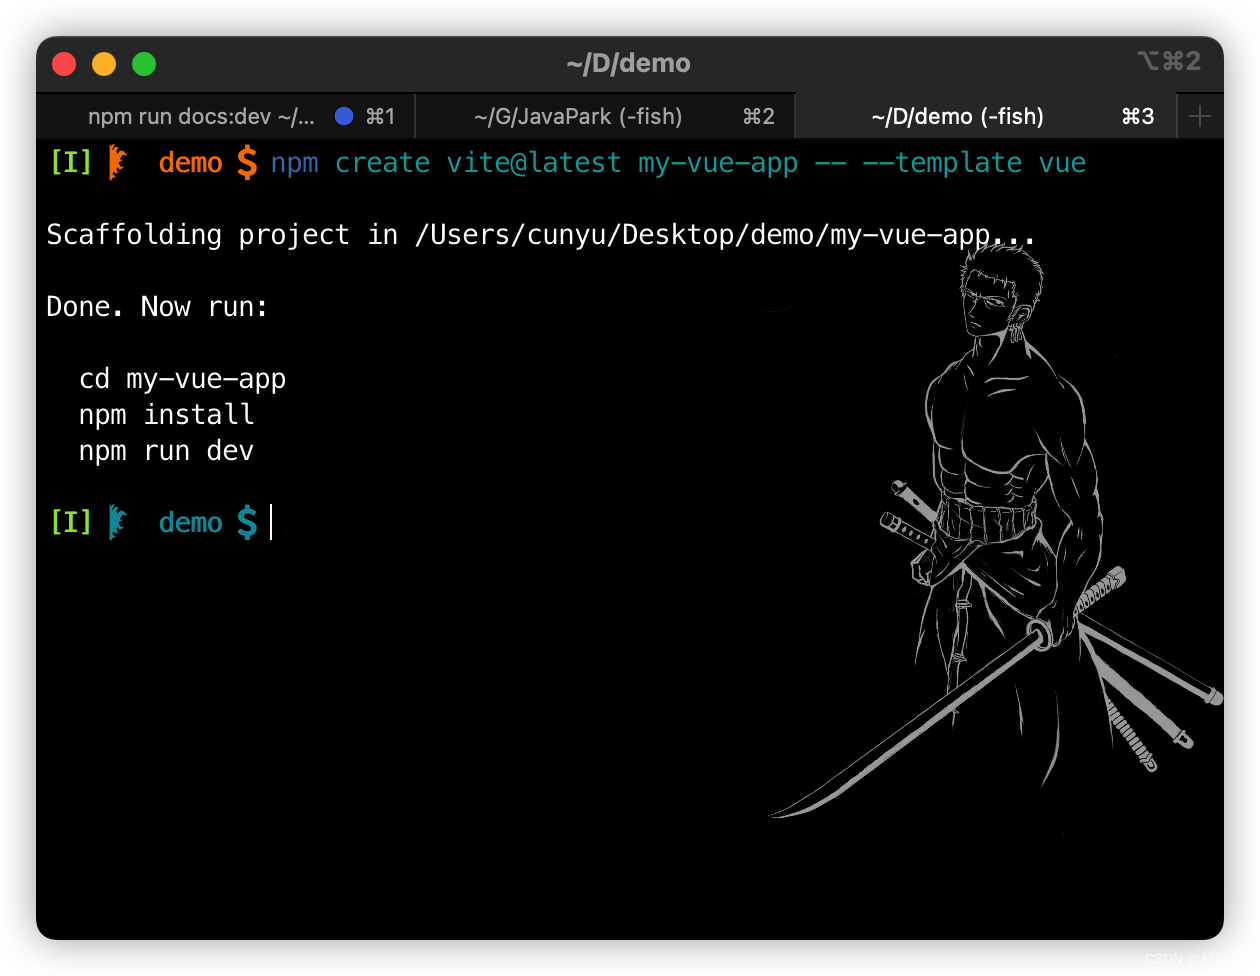 ~/D/demo
⌥⌘2
npm run docs:dev ~/... ⌘1
~/G/JavaPark (-fish) ⌘2
~/D/demo (-fish) ⌘3
[I] demo $ npm create vite@latest my-vue-app -- --template vue
Scaffolding project in /Users/cunyu/Desktop/demo/my-vue-app...
Done. Now run:
cd my-vue-app
npm install
npm run dev
[I] demo $
CSDN